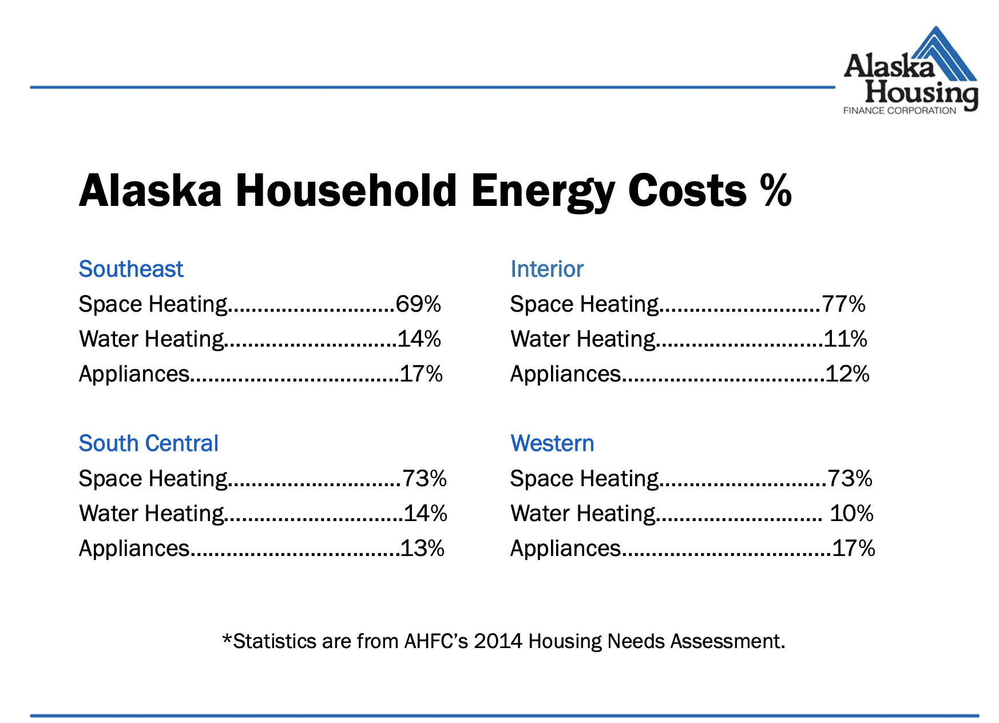 Alaska
Housing
FINANCE CORPORATION
Alaska Household Energy Costs %
Southeast
Space Heating............................69%
Water Heating.............................14%
Appliances...................................17%
South Central
Space Heating.............................73%
Water Heating..............................14%
Appliances...................................13%
Interior
Space Heating...........................77%
Water Heating............................11%
Appliances..................................12%
Western
Space Heating............................73%
Water Heating............................ 10%
Appliances...................................17%
*Statistics are from AHFC’s 2014 Housing Needs Assessment.